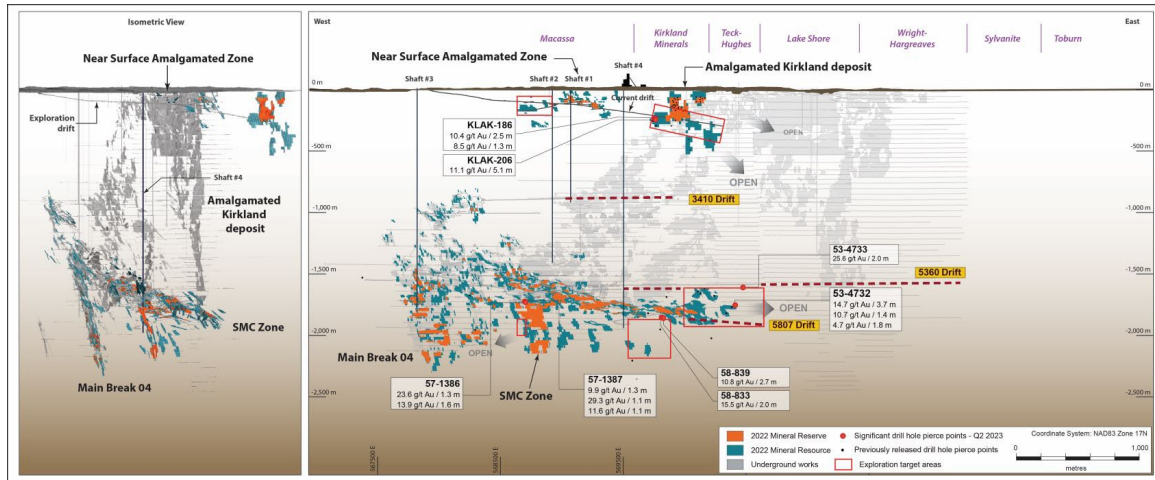 Isometric View
Near Surface Amalgamated Zone
Exploration
drift
Shaft #4
Amalgamated
Kirkland
deposit
SMC Zone
Main Break 04
West
East
Macassa
Kirkland
Minerals
Teck-
Hughes
Lake Shore
Wright-
Hargreaves
Sylvanite
Toburn
Near Surface Amalgamated Zone
Shaft #4
Amalgamated Kirkland deposit
Shaft #3
Shaft #2
Shaft #1
0 m
0 m
Current drift
KLAK-186
10.4 g/t Au / 2.5 m
8.5 g/t Au / 1.3 m
KLAK-206
11.1 g/t Au / 5.1 m
OPEN
OPEN
-500 m
-500 m
3410 Drift
-1,000 m
-1,000 m
53-4733
25.6 g/t Au / 2.0 m
5360 Drift
-1,500 m
-1,500 m
53-4732
14.7 g/t Au / 3.7 m
10.7 g/t Au / 1.4 m
4.7 g/t Au / 1.8 m
OPEN
5807 Drift
-2,000 m
-2,000 m
Main Break 04
OPEN
SMC Zone
57-1386
23.6 g/t Au / 1.3 m
13.9 g/t Au / 1.6 m
57-1387
9.9 g/t Au / 1.3 m
29.3 g/t Au / 1.1 m
11.6 g/t Au / 1.1 m
58-839
10.8 g/t Au / 2.7 m
58-833
15.5 g/t Au / 2.0 m
-2,500 m
-2,500 m
567500 E
568500 E
569500 E
2022 Mineral Reserve
2022 Mineral Resource
Underground works
Significant drill hole pierce points - Q2 2023
Previously released drill hole pierce points
Exploration target areas
Coordinate System: NAD83 Zone 17N
0
1,000
metres